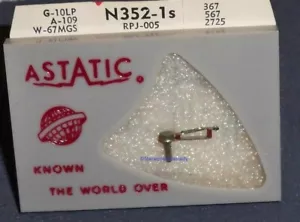 G-10LP
A-109
W-67MGS
N352-1s
RPJ-005
367
567
2725
ASTATIC.
KNOWN
THE WORLD OVER